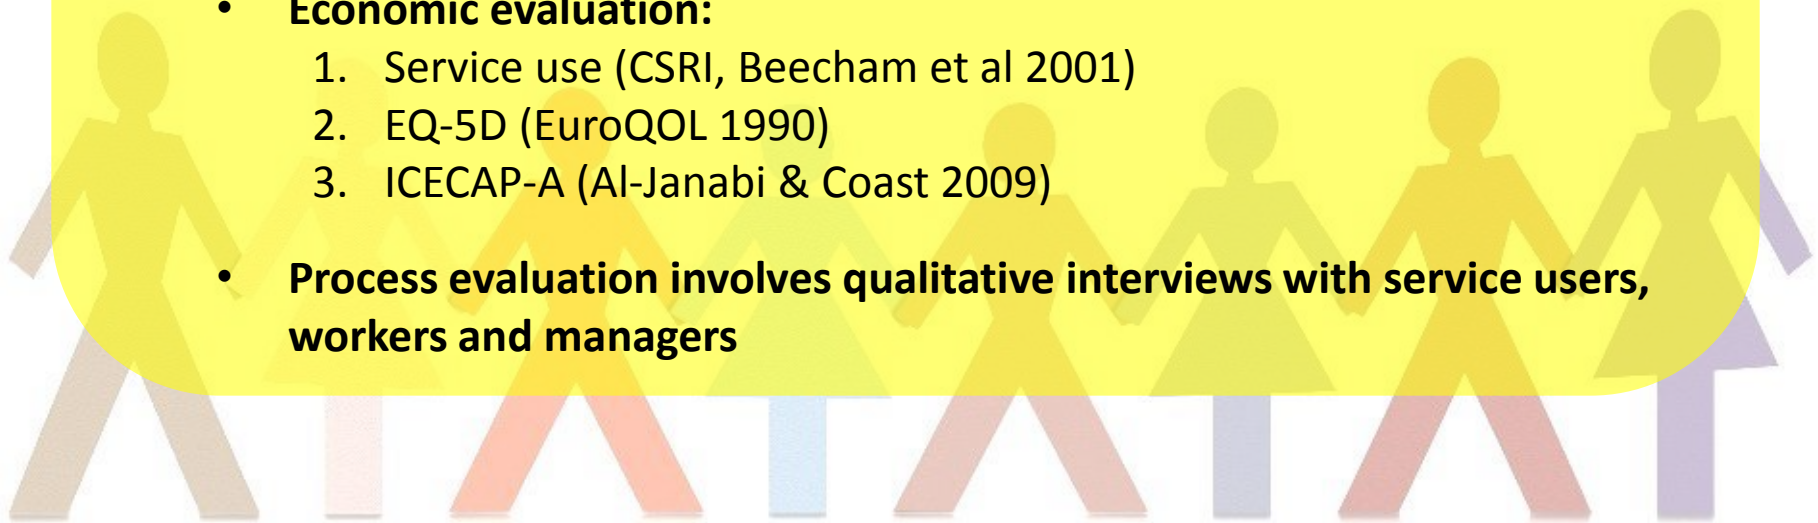 • Economic evaluation:
1. Service use (CSRI, Beecham et al 2001)
2. EQ-5D (EuroQOL 1990)
3. ICECAP-A (Al-Janabi & Coast 2009)
• Process evaluation involves qualitative interviews with service users,
workers and managers